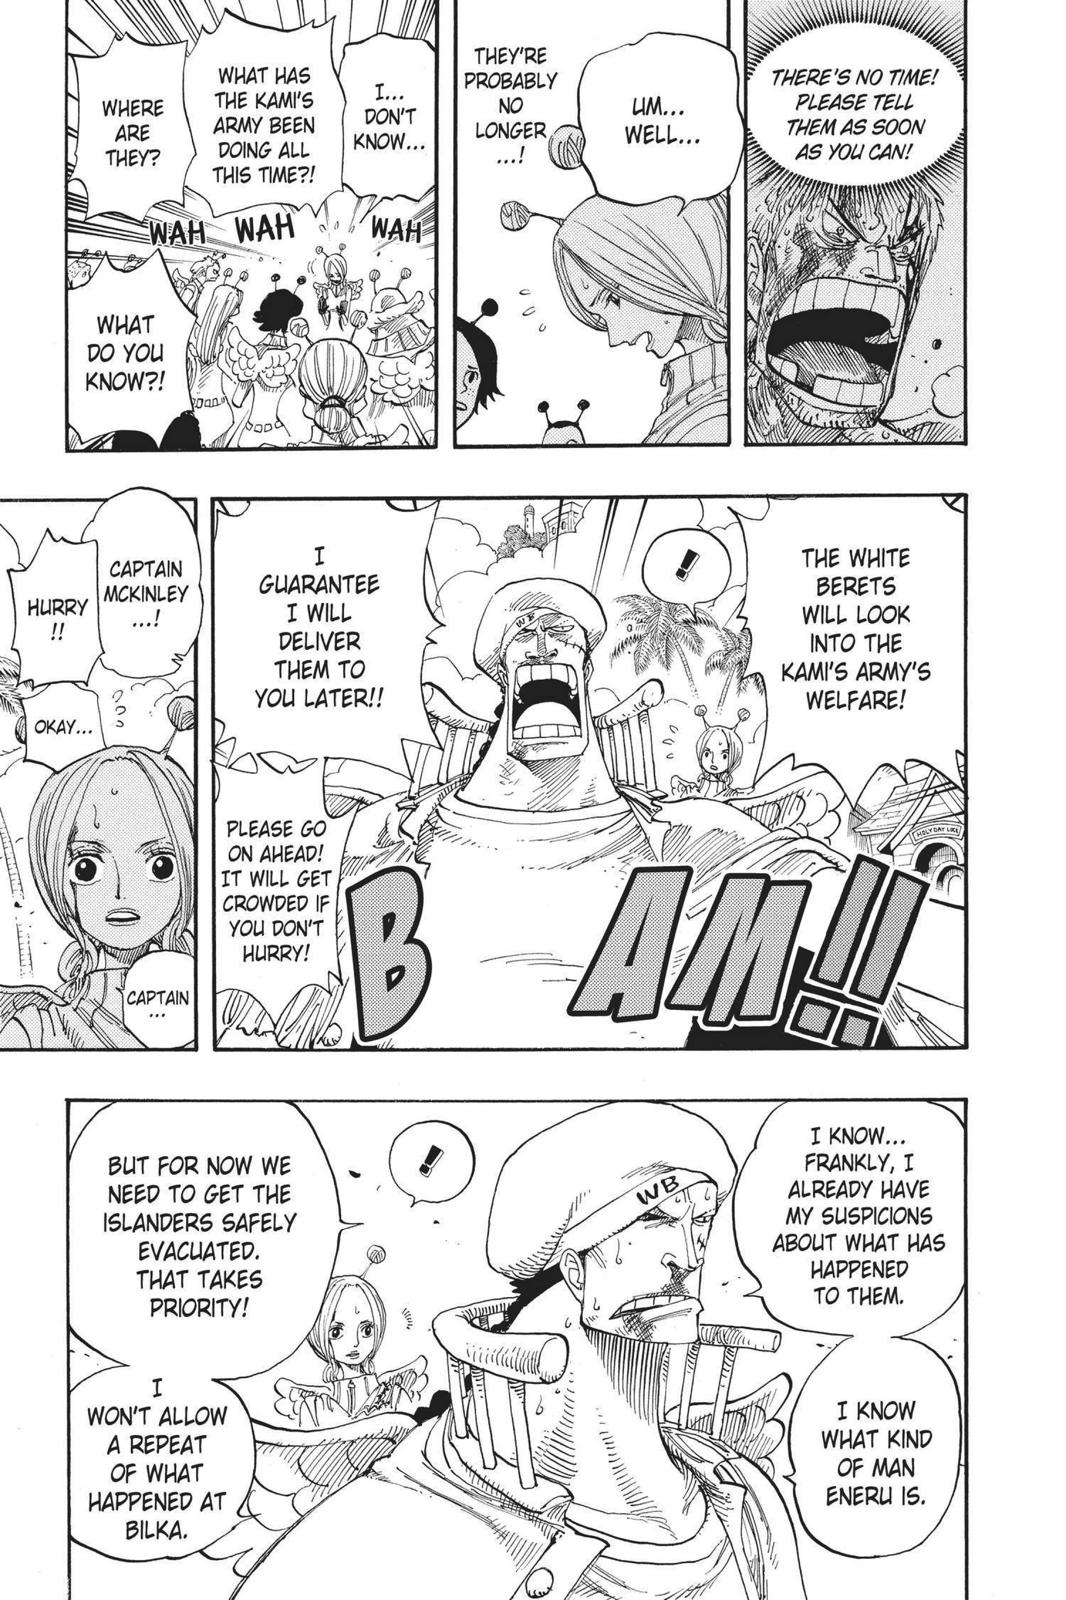 THERE'S NO TIME!
PLEASE TELL
THEM AS SOON
AS YOU CAN!
UM...
WELL...
THEY'RE
PROBABLY
NO
LONGER
...!
I...
DON'T
KNOW...
WHAT HAS
THE KAMI'S
ARMY BEEN
DOING ALL
THIS TIME?!
WHERE
ARE
THEY?
WAH
WAH
WAH
WHAT
DO YOU
KNOW?!
THE WHITE
BERETS
WILL LOOK
INTO THE
KAMI'S ARMY'S
WELFARE!
!
WB
HOLY DAY LIKE
I
GUARANTEE
I WILL
DELIVER
THEM TO
YOU LATER!!
PLEASE GO
ON AHEAD!
IT WILL GET
CROWDED IF
YOU DON'T
HURRY!
BAM!!
CAPTAIN
MCKINLEY
...!
HURRY
!!
OKAY...
CAPTAIN
...
I KNOW...
FRANKLY, I
ALREADY HAVE
MY SUSPICIONS
ABOUT WHAT HAS
HAPPENED
TO THEM.
I KNOW
WHAT KIND
OF MAN
ENERU IS.
WB
!
BUT FOR NOW WE
NEED TO GET THE
ISLANDERS SAFELY
EVACUATED.
THAT TAKES
PRIORITY!
I
WON'T ALLOW
A REPEAT
OF WHAT
HAPPENED AT
BILKA.